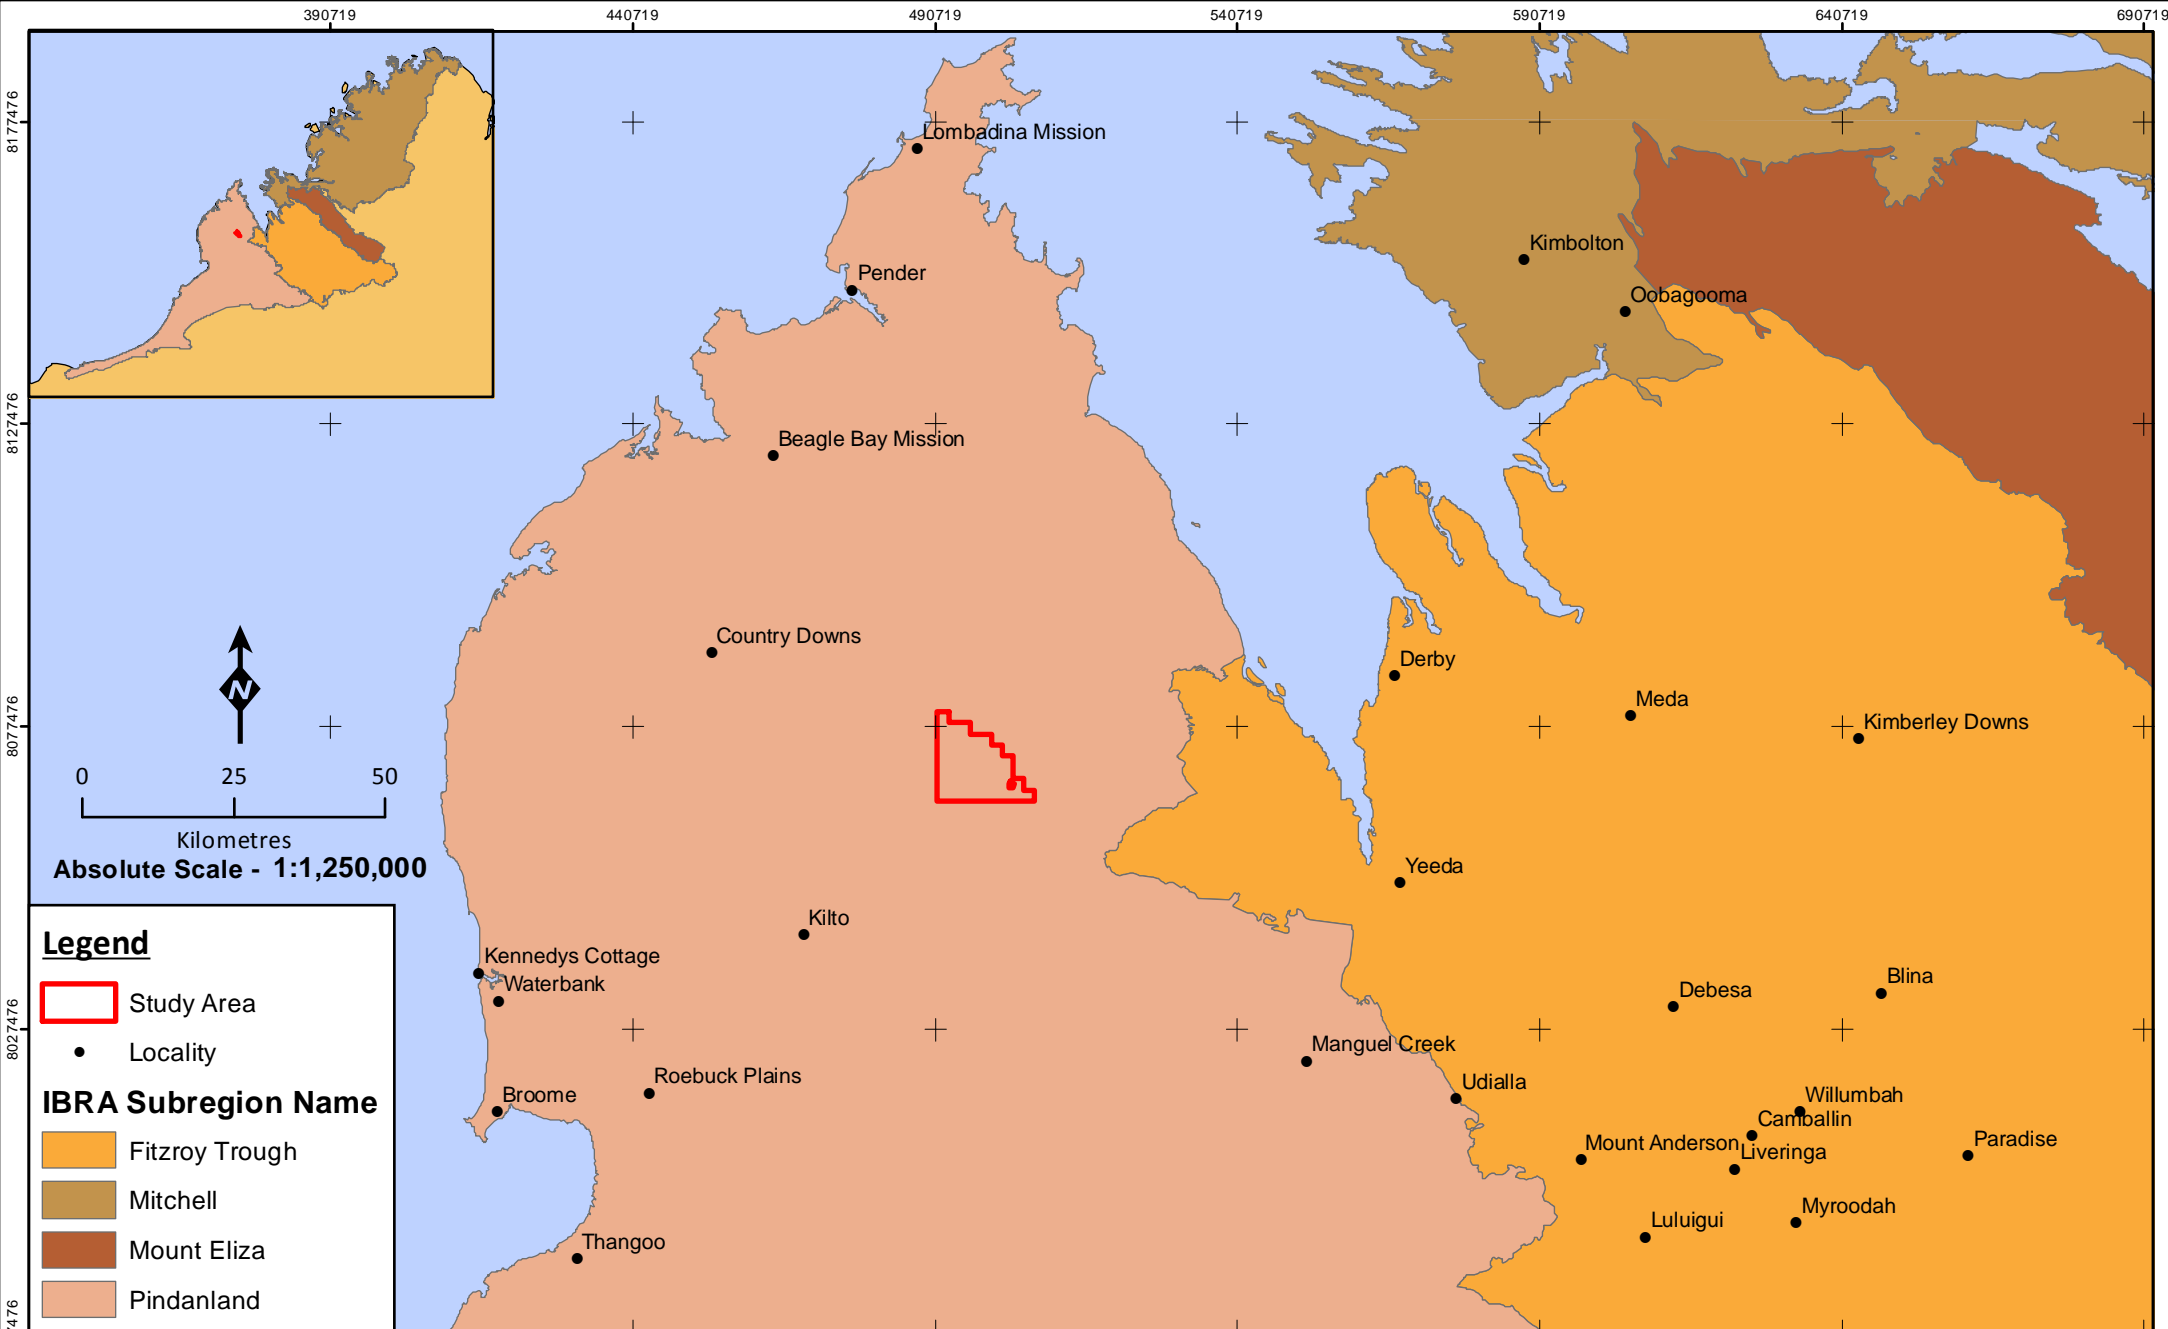 390719 440719 490719 540719 590719 640719 690719
8177476
8127476
8077476
8027476
7476
Lombadina Mission
Kimbolton
Pender
Oobagooma
Beagle Bay Mission
Country Downs
Derby
Meda
Kimberley Downs
N
0 25 50
Kilometres
Absolute Scale - 1:1,250,000
Yeeda
Kilto
Kennedys Cottage
Waterbank
Blina
Debesa
Manguel Creek
Roebuck Plains
Udialla
Broome
Willumbah
Camballin
Mount Anderson
Liveringa
Paradise
Myroodah
Luluigui
Thangoo
Legend
Study Area
Locality
IBRA Subregion Name
Fitzroy Trough
Mitchell
Mount Eliza
Pindanland